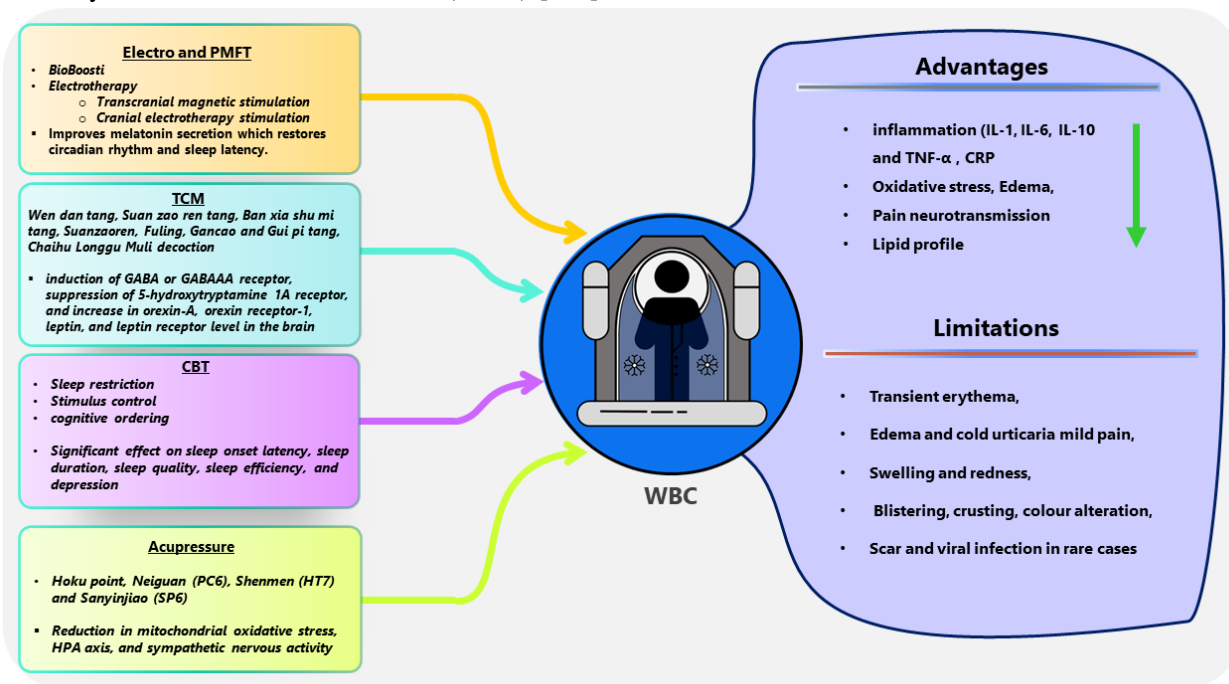 Electro and PMFT
• BioBoosti
• Electrotherapy
o Transcranial magnetic stimulation
o Cranial electrotherapy stimulation
▪ Improves melatonin secretion which restores
circadian rhythm and sleep latency.
TCM
Wen dan tang, Suan zao ren tang, Ban xia shu mi
tang, Suanzaoren, Fuling, Gancao and Gui pi tang,
Chaihu Longgu Muli decoction
▪ induction of GABA or GABAAA receptor,
suppression of 5-hydroxytryptamine 1A receptor,
and increase in orexin-A, orexin receptor-1,
leptin, and leptin receptor level in the brain
CBT
• Sleep restriction
• Stimulus control
• cognitive ordering
• Significant effect on sleep onset latency, sleep
duration, sleep quality, sleep efficiency, and
depression
Acupressure
• Hoku point, Neiguan (PC6), Shenmen (HT7)
and Sanyinjiao (SP6)
▪ Reduction in mitochondrial oxidative stress,
HPA axis, and sympathetic nervous activity
WBC
Advantages
• inflammation (IL-1, IL-6, IL-10
and TNF-α , CRP
• Oxidative stress, Edema,
• Pain neurotransmission
• Lipid profile
Limitations
• Transient erythema,
• Edema and cold urticaria mild pain,
• Swelling and redness,
• Blistering, crusting, colour alteration,
• Scar and viral infection in rare cases